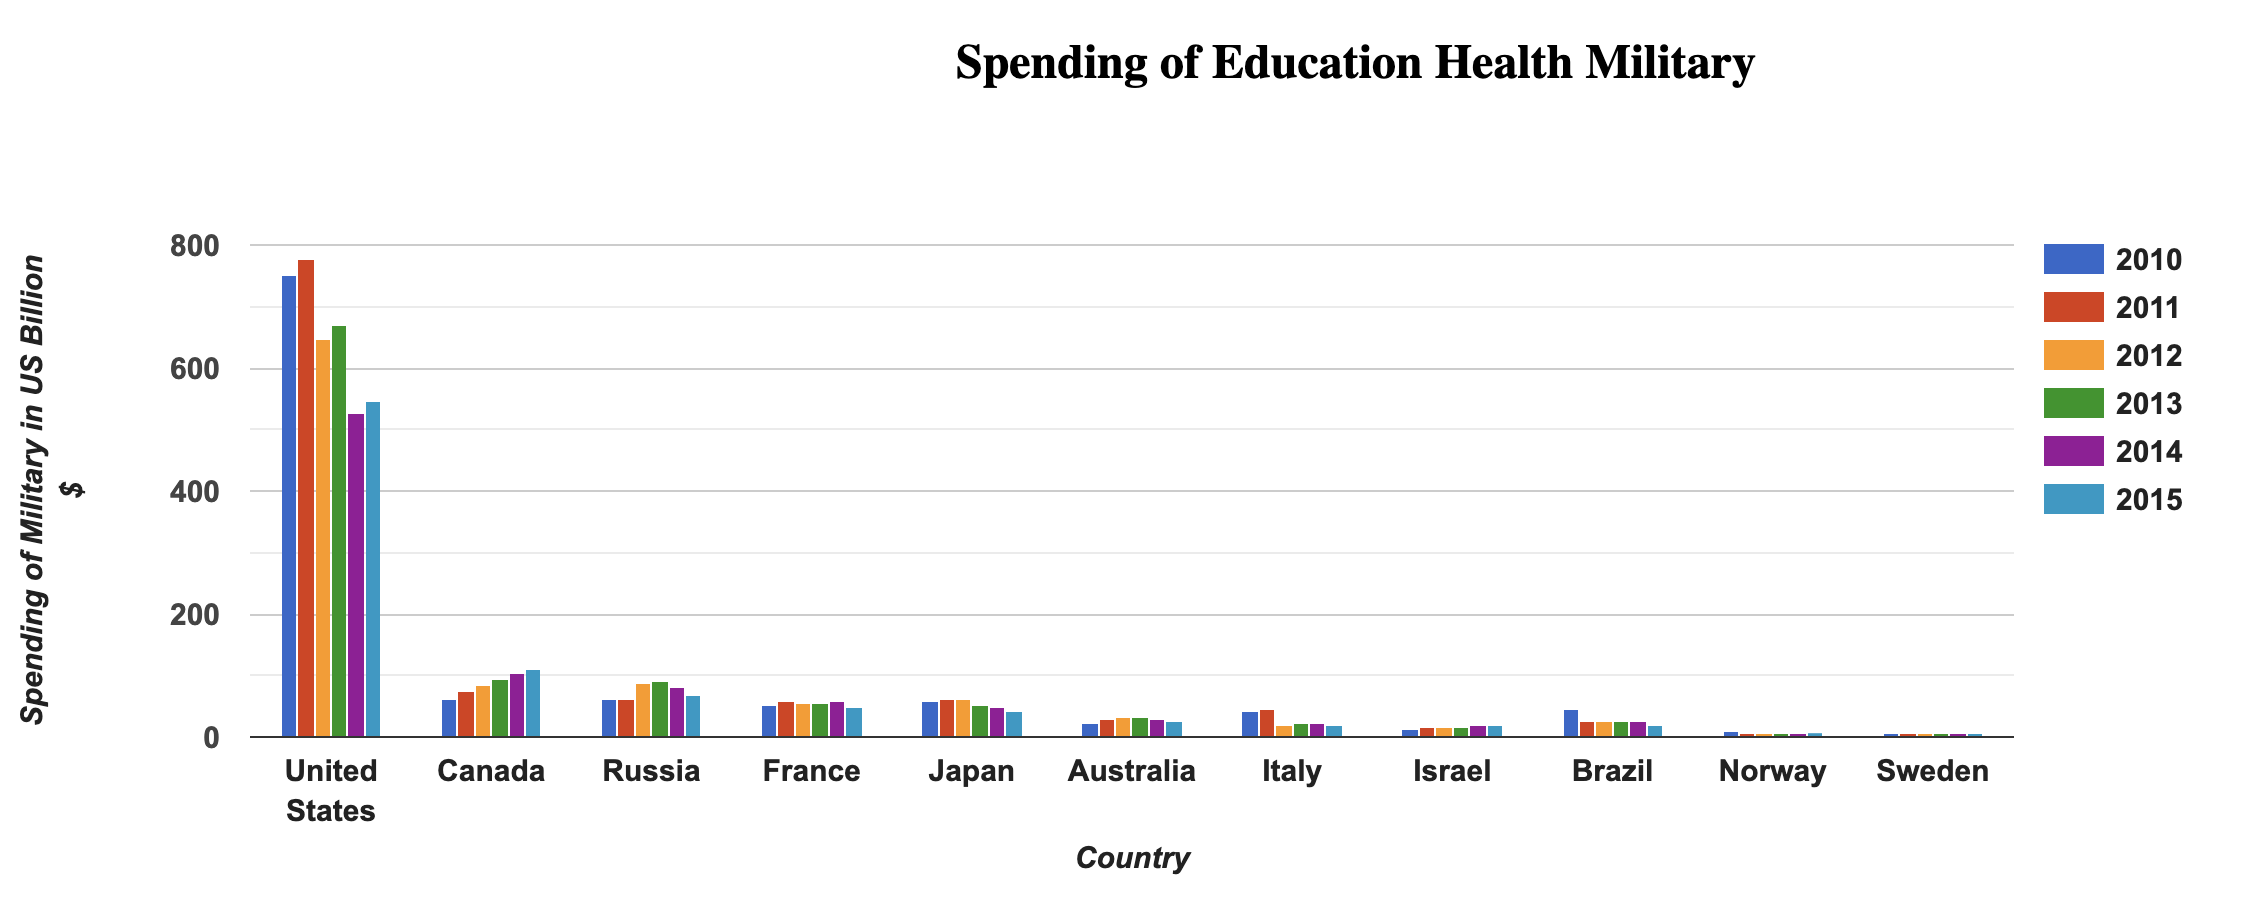 Spending of Education Health Military
Spending of Military in US Billion
$
800
600
400
200
0
2010
2011
2012
2013
2014
2015
United
States
Canada
Russia
France
Japan
Australia
Italy
Israel
Brazil
Norway
Sweden
Country